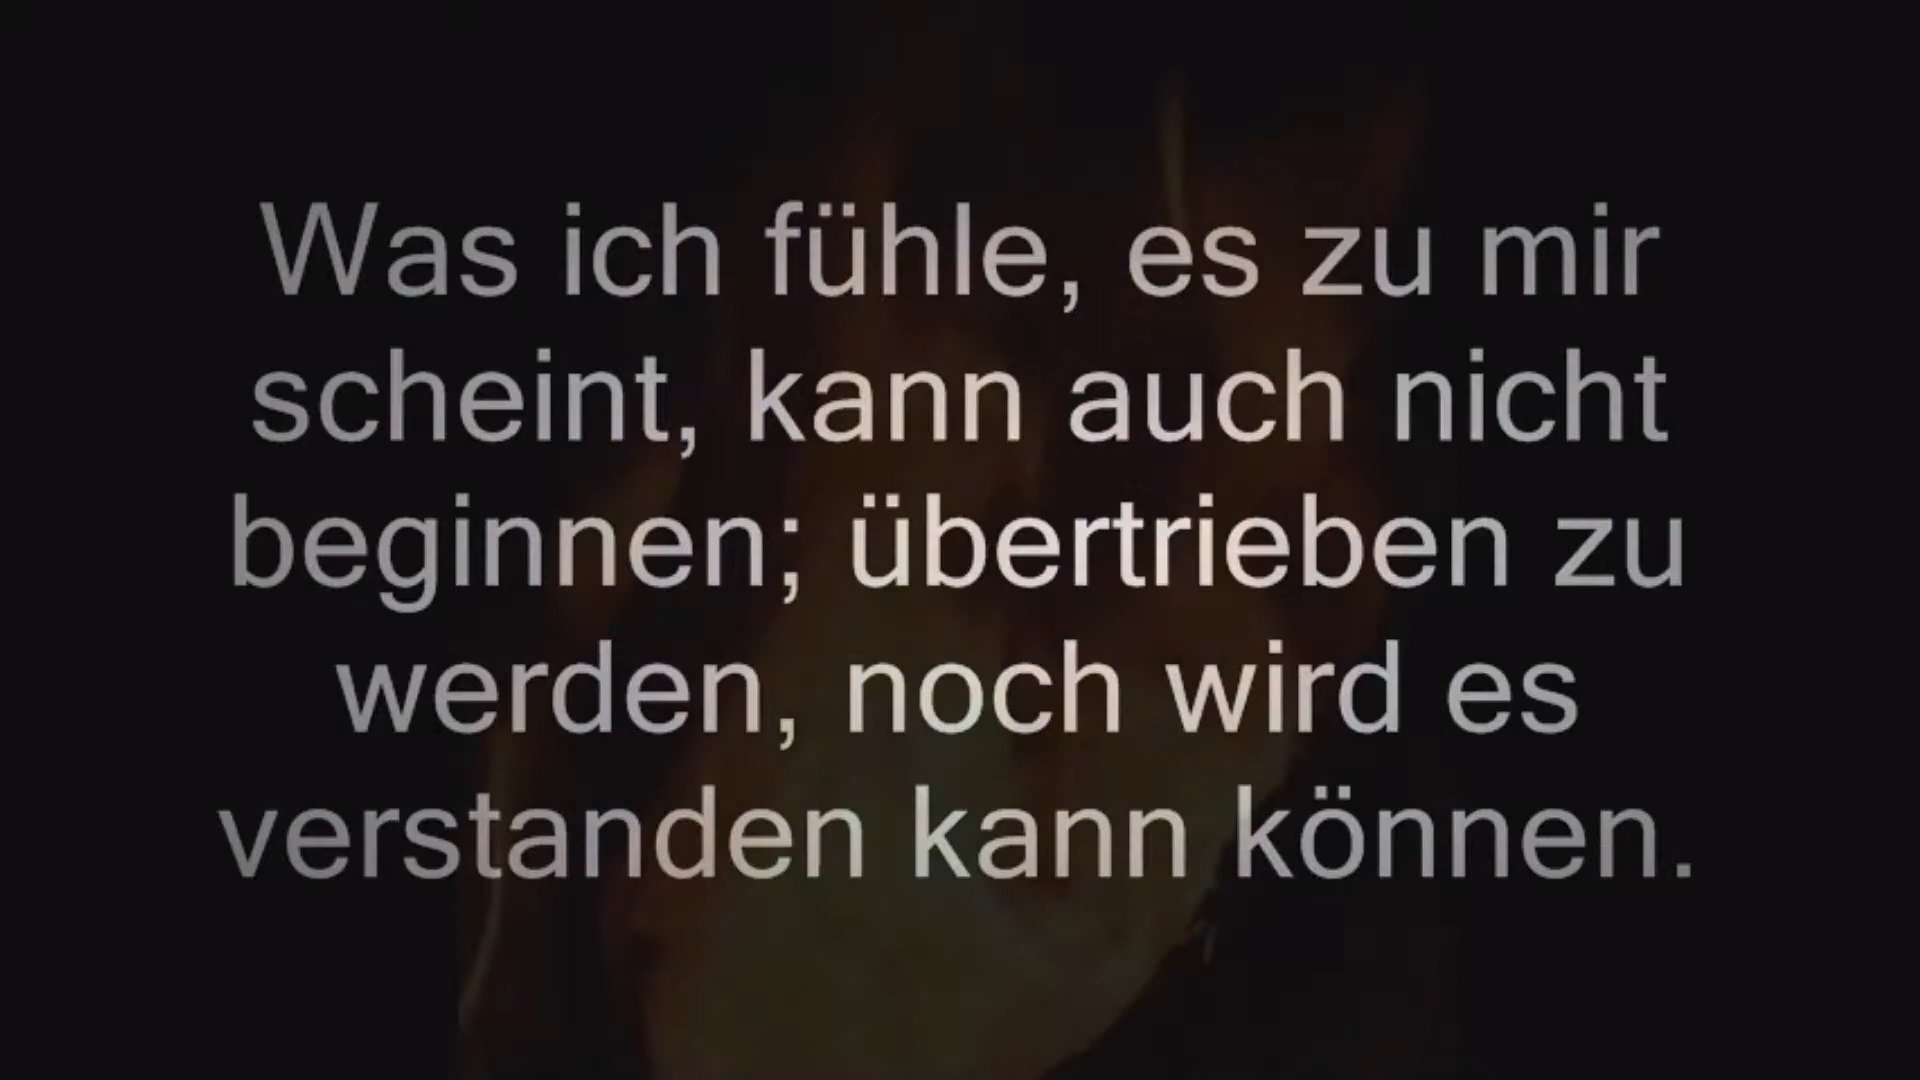 Was ich fühle, es zu mir
scheint, kann auch nicht
beginnen; übertrieben zu
werden, noch wird es
verstanden kann können.